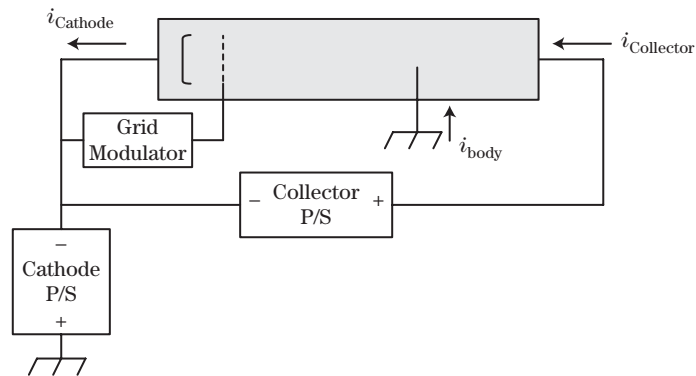 i_Cathode
i_Collector
Grid
Modulator
i_body
− Collector +
P/S
−
Cathode
P/S
+